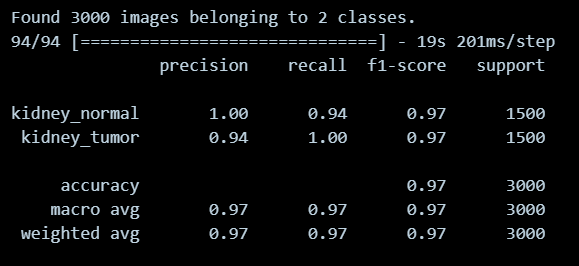 Found 3000 images belonging to 2 classes.
94/94 [==============================] - 19s 201ms/step
precision recall f1-score support
kidney_normal 1.00 0.94 0.97 1500
kidney_tumor 0.94 1.00 0.97 1500
accuracy 0.97 3000
macro avg 0.97 0.97 0.97 3000
weighted avg 0.97 0.97 0.97 3000